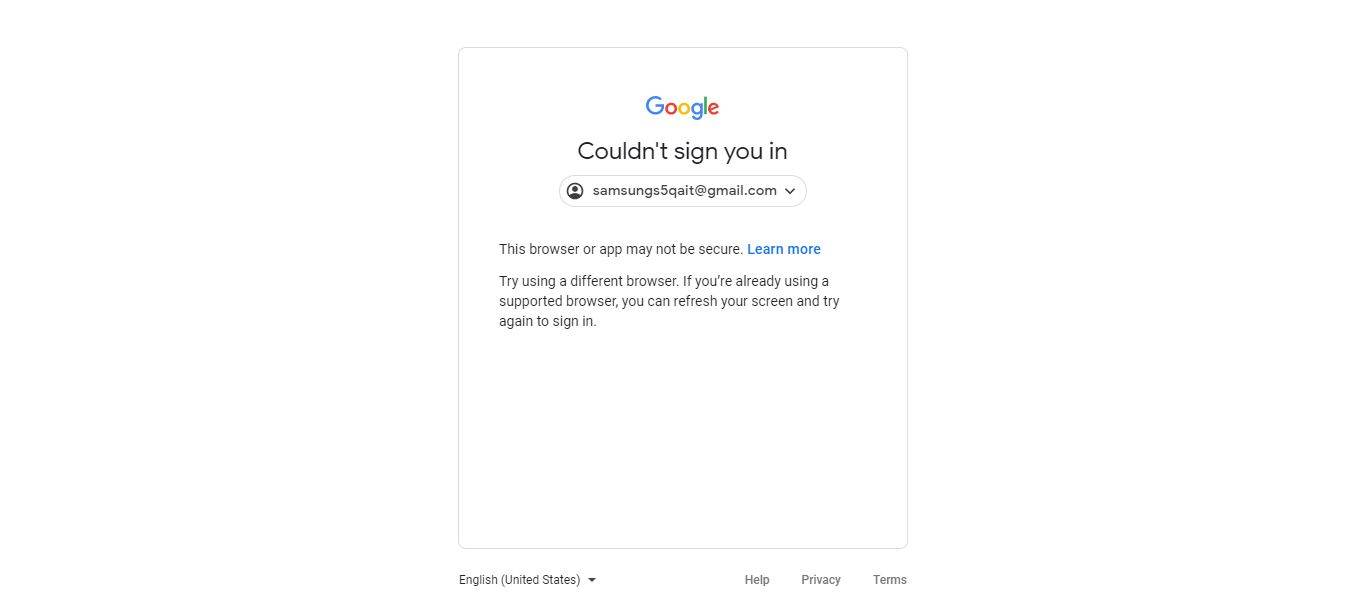 Google
Couldn't sign you in
samsungs5qait@gmail.com
This browser or app may not be secure. Learn more
Try using a different browser. If you’re already using a
supported browser, you can refresh your screen and try
again to sign in.
English (United States) Help Privacy Terms